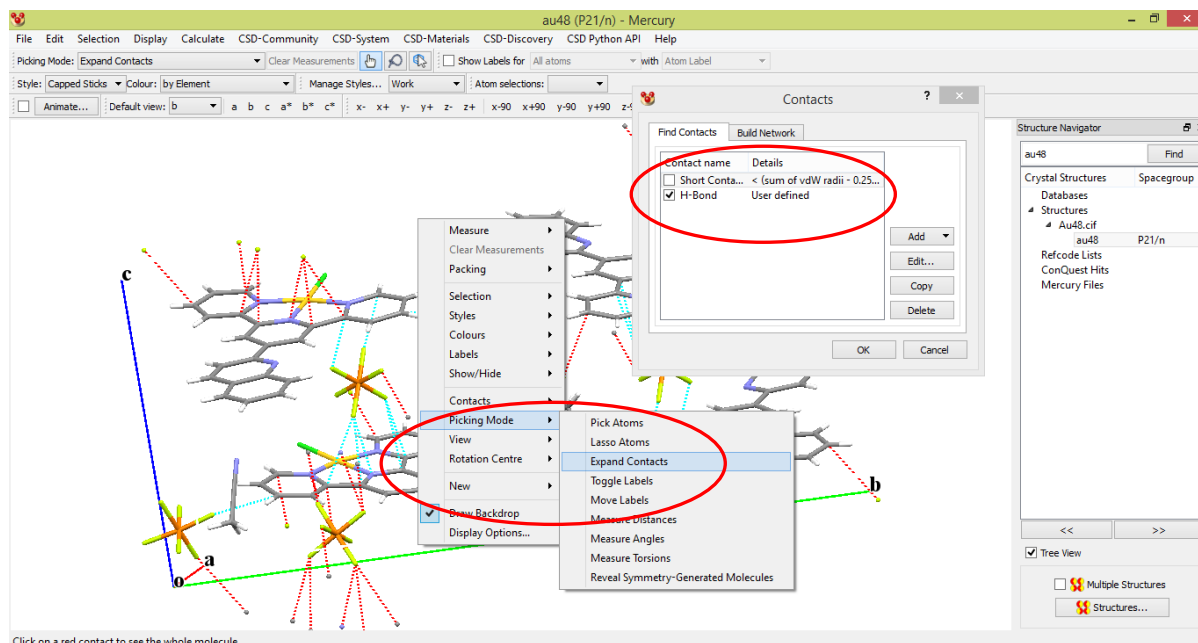 au48 (P21/n) - Mercury
File Edit Selection Display Calculate CSD-Community CSD-System CSD-Materials CSD-Discovery CSD Python API Help
Picking Mode: Expand Contacts Clear Measurements Show Labels for All atoms with Atom Label
Style: Capped Sticks Colour: by Element Manage Styles... Work Atom selections:
Animate... Default view: b a b c a* b* c* x- x+ y- y+ z- z+ x-90 x+90 y-90 y+90
Contacts ?
Find Contacts Build Network
Contact name Details
Short Conta... < (sum of vdW radii - 0.25...
H-Bond User defined
Add
Edit...
Copy
Delete
OK Cancel
Structure Navigator
au48 Find
Crystal Structures Spacegroup
Databases
Structures
Au48.cif
au48 P21/n
Refcode Lists
ConQuest Hits
Mercury Files
<< >>
Tree View
Multiple Structures
Structures...
Measure
Clear Measurements
Packing
Selection
Styles
Colours
Labels
Show/Hide
Contacts
Picking Mode
View
Rotation Centre
New
Draw Backdrop
Display Options...
Pick Atoms
Lasso Atoms
Expand Contacts
Toggle Labels
Move Labels
Measure Distances
Measure Angles
Measure Torsions
Reveal Symmetry-Generated Molecules
c
b
a
o
Click on a red contact to see the whole molecule